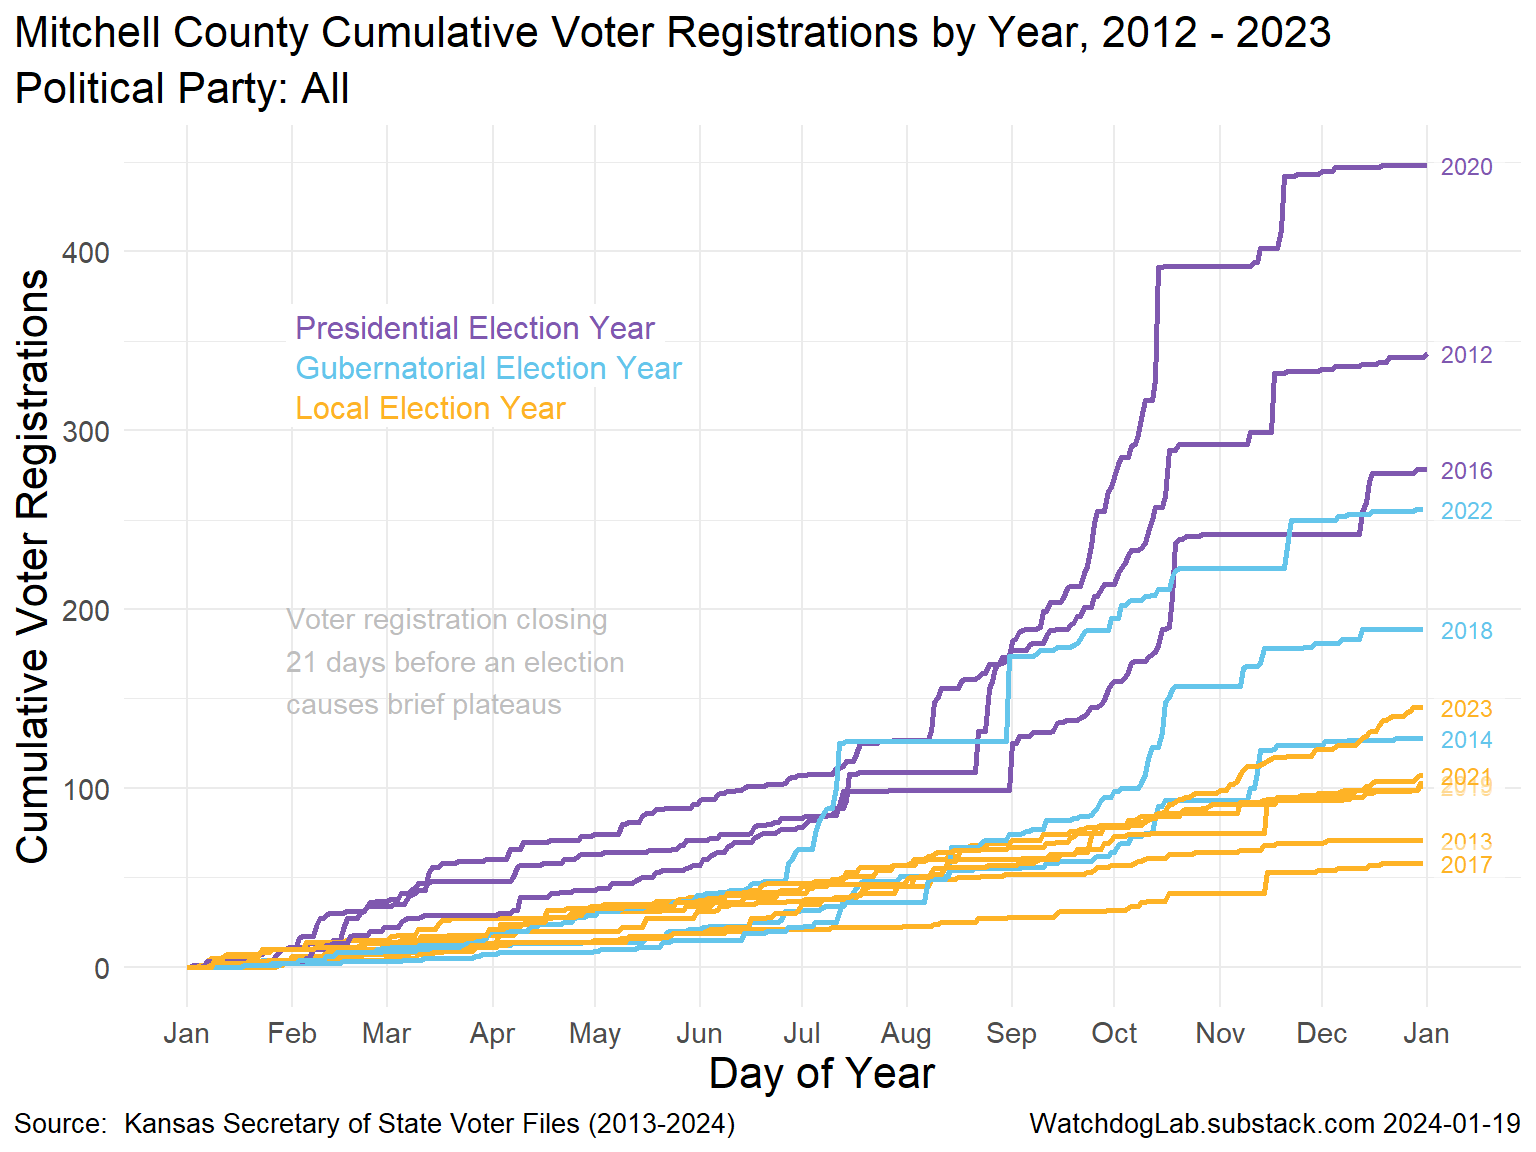 Mitchell County Cumulative Voter Registrations by Year, 2012 - 2023
Political Party: All
Cumulative Voter Registrations
400
300
200
100
0
Presidential Election Year
Gubernatorial Election Year
Local Election Year
Voter registration closing
21 days before an election
causes brief plateaus
2020
2012
2016
2022
2018
2023
2014
2021
2019
2013
2017
Jan Feb Mar Apr May Jun Jul Aug Sep Oct Nov Dec Jan
Day of Year
Source:  Kansas Secretary of State Voter Files (2013-2024)
WatchdogLab.substack.com 2024-01-19